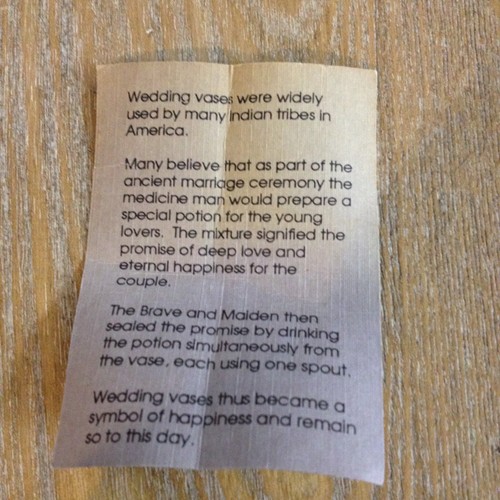 Wedding vases were widely
used by many Indian tribes in
America.
Many believe that as part of the
ancient marriage ceremony the
medicine man would prepare a
special potion for the young
lovers. The mixture signified the
promise of deep love and
eternal happiness for the
couple.
The Brave and Maiden then
sealed the promise by drinking
the potion simultaneously from
the vase, each using one spout.
Wedding vases thus became a
symbol of happiness and remain
so to this day.